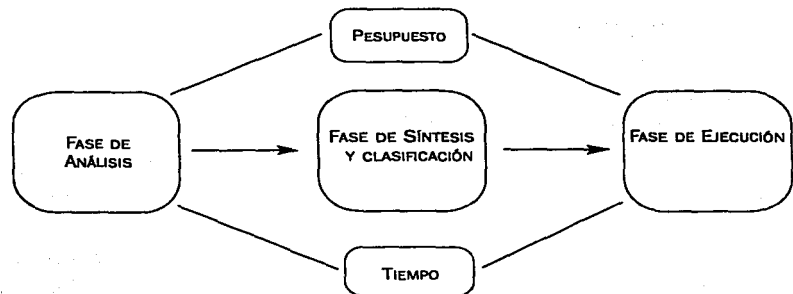 PESUPUESTO
FASE DE
ANÁLISIS
FASE DE SÍNTESIS
Y CLASIFICACIÓN
FASE DE EJECUCIÓN
TIEMPO